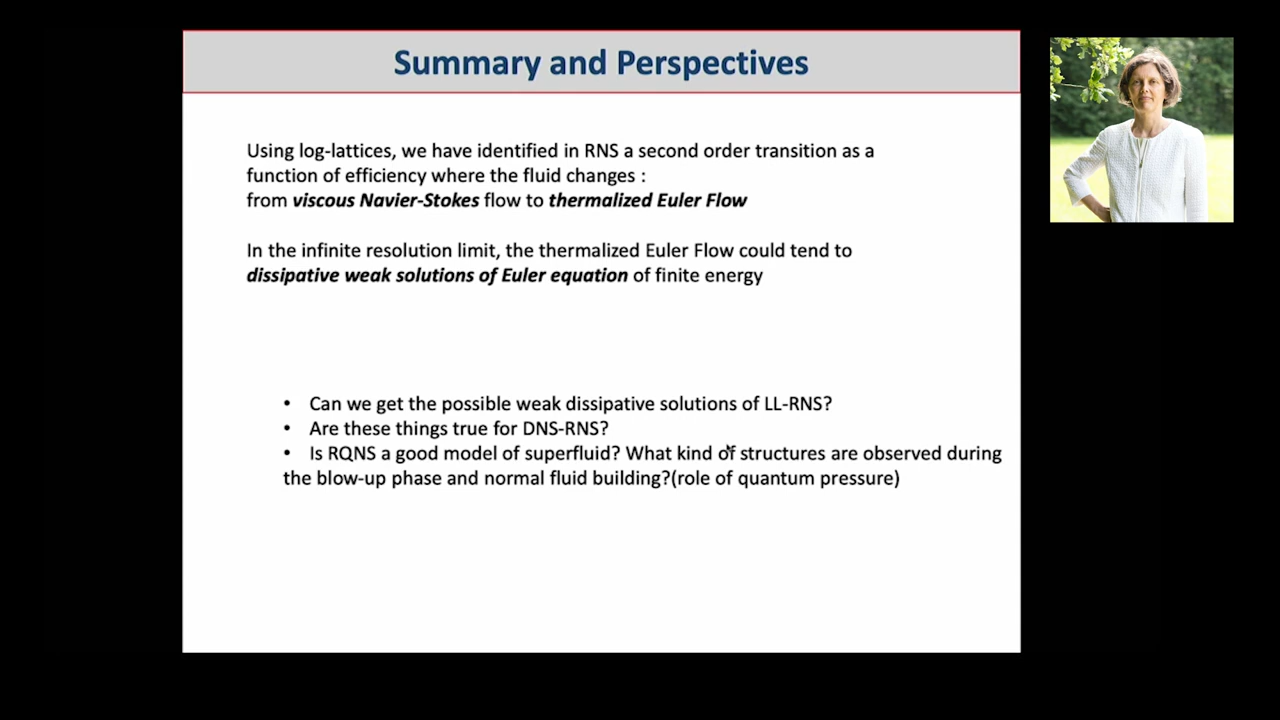 Summary and Perspectives
Using log-lattices, we have identified in RNS a second order transition as a
function of efficiency where the fluid changes :
from viscous Navier-Stokes flow to thermalized Euler Flow
In the infinite resolution limit, the thermalized Euler Flow could tend to
dissipative weak solutions of Euler equation of finite energy
• Can we get the possible weak dissipative solutions of LL-RNS?
• Are these things true for DNS-RNS?
• Is RQNS a good model of superfluid? What kind of structures are observed during
the blow-up phase and normal fluid building?(role of quantum pressure)